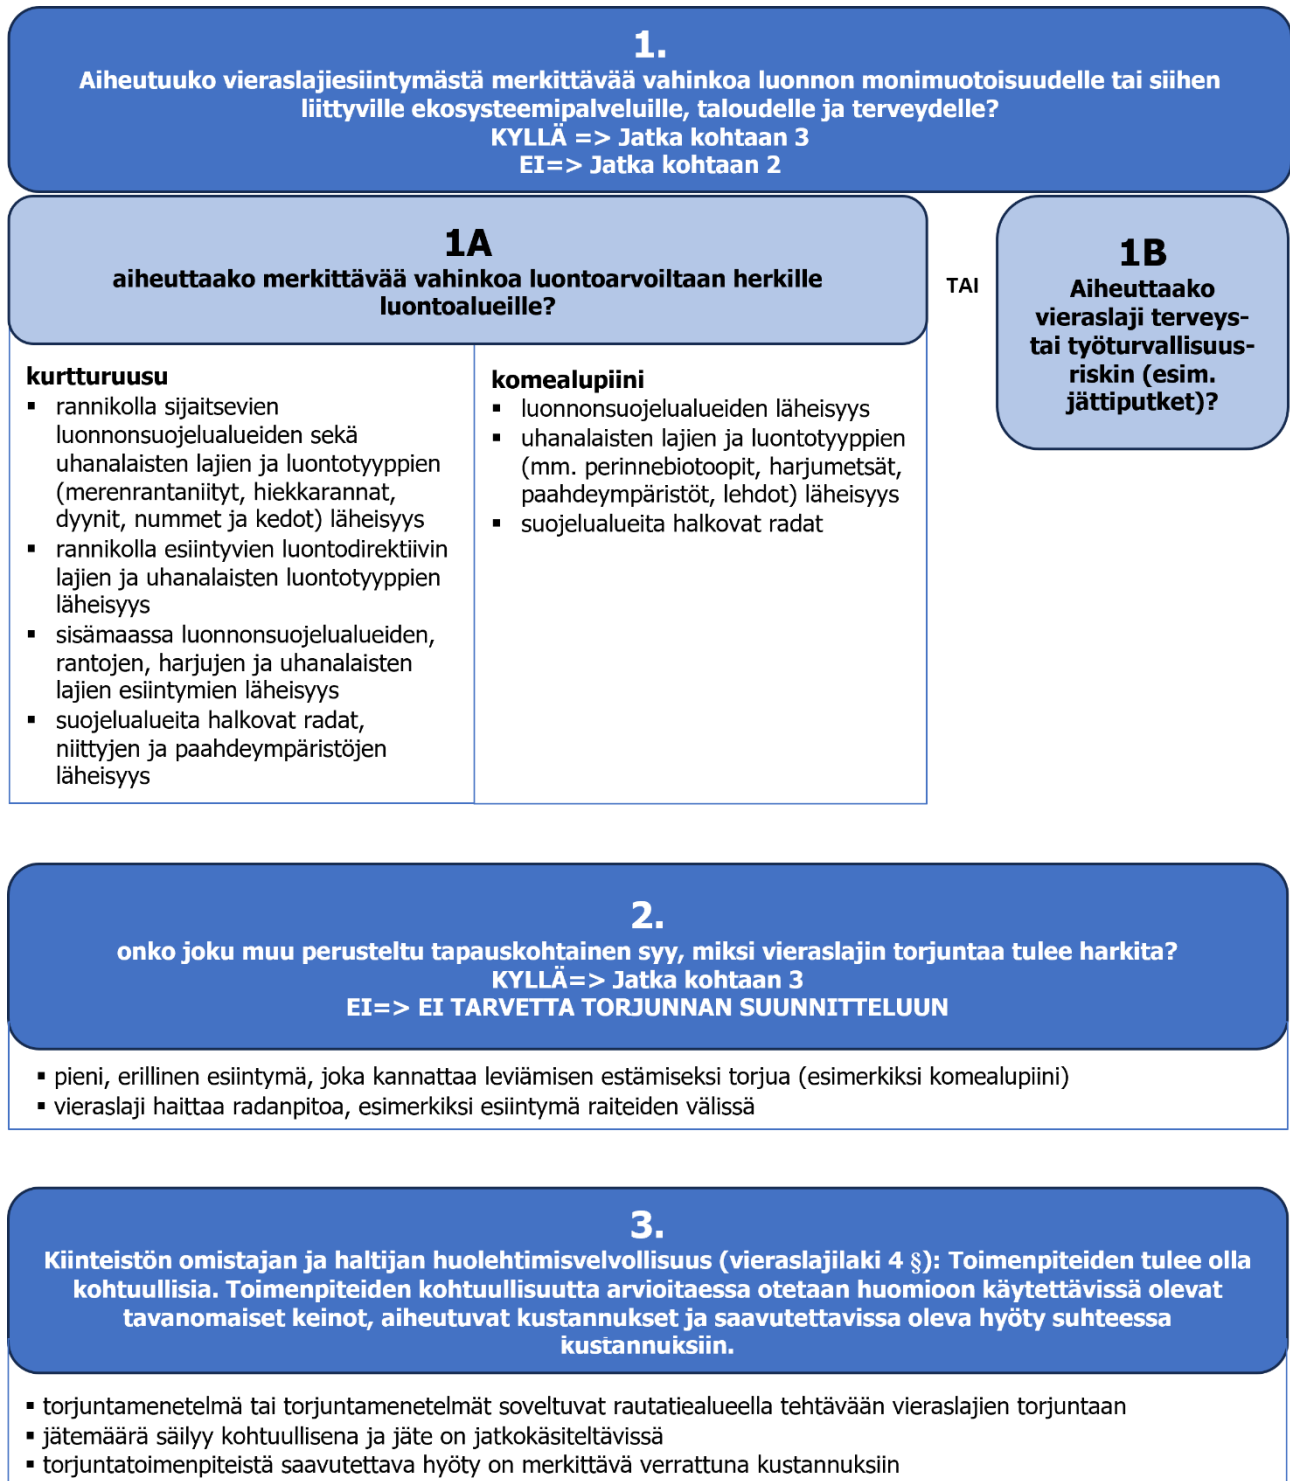 1.
Aiheutuuko vieraslajiesiintymästä merkittävää vahinkoa luonnon monimuotoisuudelle tai siihen
liittyville ekosysteemipalveluille, taloudelle ja terveydelle?
KYLLÄ => Jatka kohtaan 3
EI=> Jatka kohtaan 2
1A
aiheuttaako merkittävää vahinkoa luontoarvoiltaan herkille
luontoalueille?
TAI
1B
Aiheuttaako
vieraslaji terveys-
tai työturvallisuus-
riskin (esim.
jättiputket)?
kurtturuusu
▪ rannikolla sijaitsevien
luonnonsuojelualueiden sekä
uhanalaisten lajien ja luontotyyppien
(merenrantaniityt, hiekkarannat,
dyynit, nummet ja kedot) läheisyys
▪ rannikolla esiintyvien luontodirektiivin
lajien ja uhanalaisten luontotyyppien
läheisyys
▪ sisämaassa luonnonsuojelualueiden,
rantojen, harjujen ja uhanalaisten
lajien esiintymien läheisyys
▪ suojelualueita halkovat radat,
niittyjen ja paahdeympäristöjen
läheisyys
komealupiini
▪ luonnonsuojelualueiden läheisyys
▪ uhanalaisten lajien ja luontotyyppien
(mm. perinnebiotoopit, harjumetsät,
paahdeympäristöt, lehdot) läheisyys
▪ suojelualueita halkovat radat
2.
onko joku muu perusteltu tapauskohtainen syy, miksi vieraslajin torjuntaa tulee harkita?
KYLLÄ=> Jatka kohtaan 3
EI=> EI TARVETTA TORJUNNAN SUUNNITTELUUN
▪ pieni, erillinen esiintymä, joka kannattaa leviämisen estämiseksi torjua (esimerkiksi komealupiini)
▪ vieraslaji haittaa radanpitoa, esimerkiksi esiintymä raiteiden välissä
3.
Kiinteistön omistajan ja haltijan huolehtimisvelvollisuus (vieraslajilaki 4 §): Toimenpiteiden tulee olla
kohtuullisia. Toimenpiteiden kohtuullisuutta arvioitaessa otetaan huomioon käytettävissä olevat
tavanomaiset keinot, aiheutuvat kustannukset ja saavutettavissa oleva hyöty suhteessa
kustannuksiin.
▪ torjuntamenetelmä tai torjuntamenetelmät soveltuvat rautatiealueella tehtävään vieraslajien torjuntaan
▪ jätemäärä säilyy kohtuullisena ja jäte on jatkokäsiteltävissä
▪ torjuntatoimenpiteistä saavutettava hyöty on merkittävä verrattuna kustannuksiin